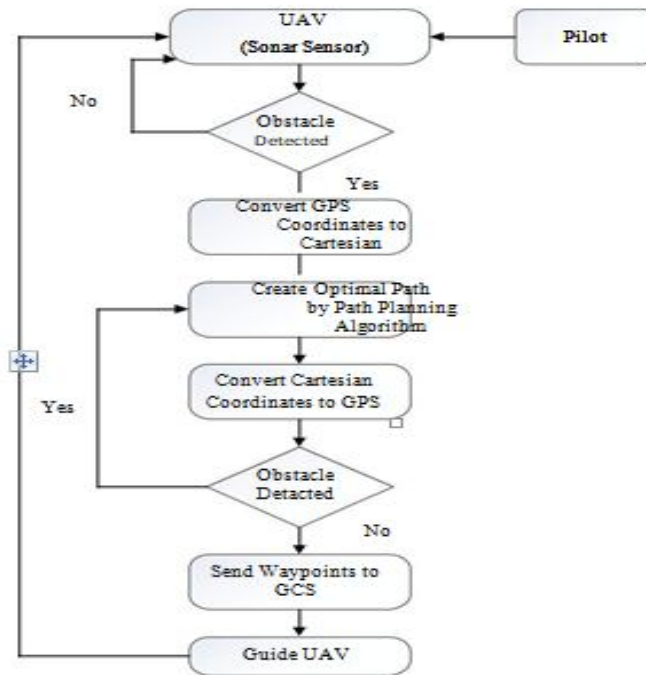 UAV
(Sonar Sensor)
Pilot
No
Obstacle
Detected
Yes
Convert GPS
Coordinates to
Cartesian
Create Optimal Path
by Path Planning
Algorithm
Convert Cartesian
Coordinates to GPS
Yes
Obstacle
Detacted
No
Send Waypoints to
GCS
Guide UAV